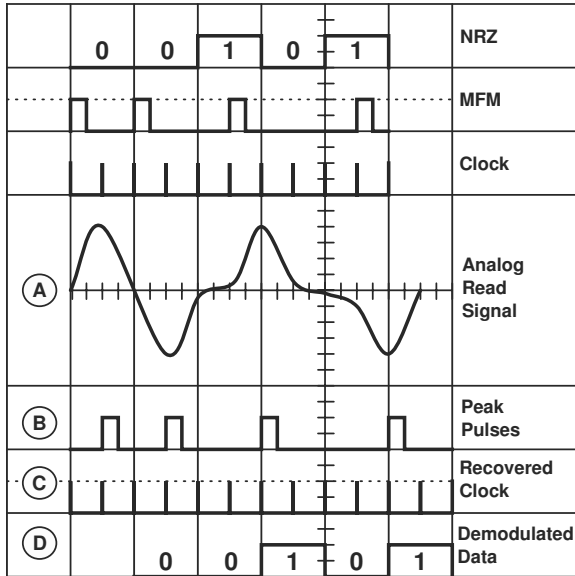 0 0 1 0 1 NRZ
MFM
Clock
A
Analog
Read
Signal
B
Peak
Pulses
C
Recovered
Clock
D
0 0 1 0 1
Demodulated
Data